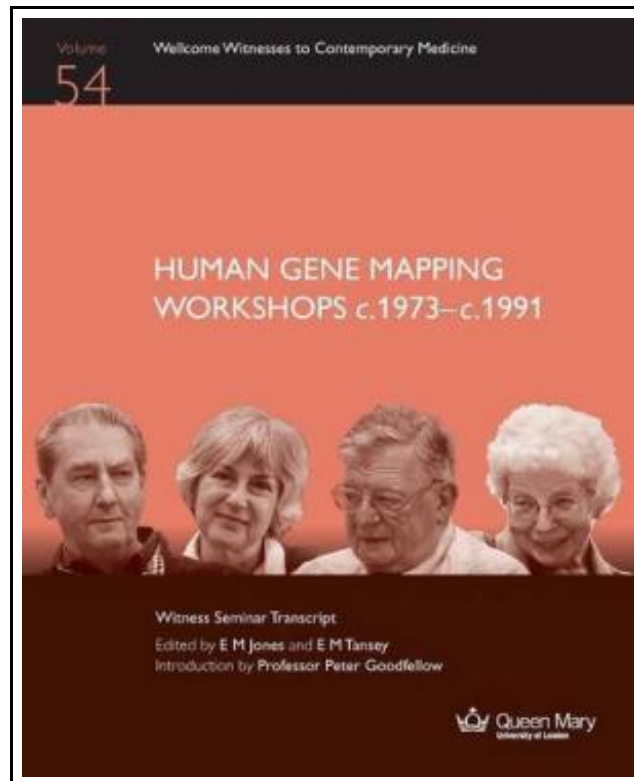 Volume
54
Wellcome Witnesses to Contemporary Medicine
HUMAN GENE MAPPING
WORKSHOPS c.1973–c.1991
Witness Seminar Transcript
Edited by E M Jones and E M Tansey
Introduction by Professor Peter Goodfellow
Queen Mary
University of London